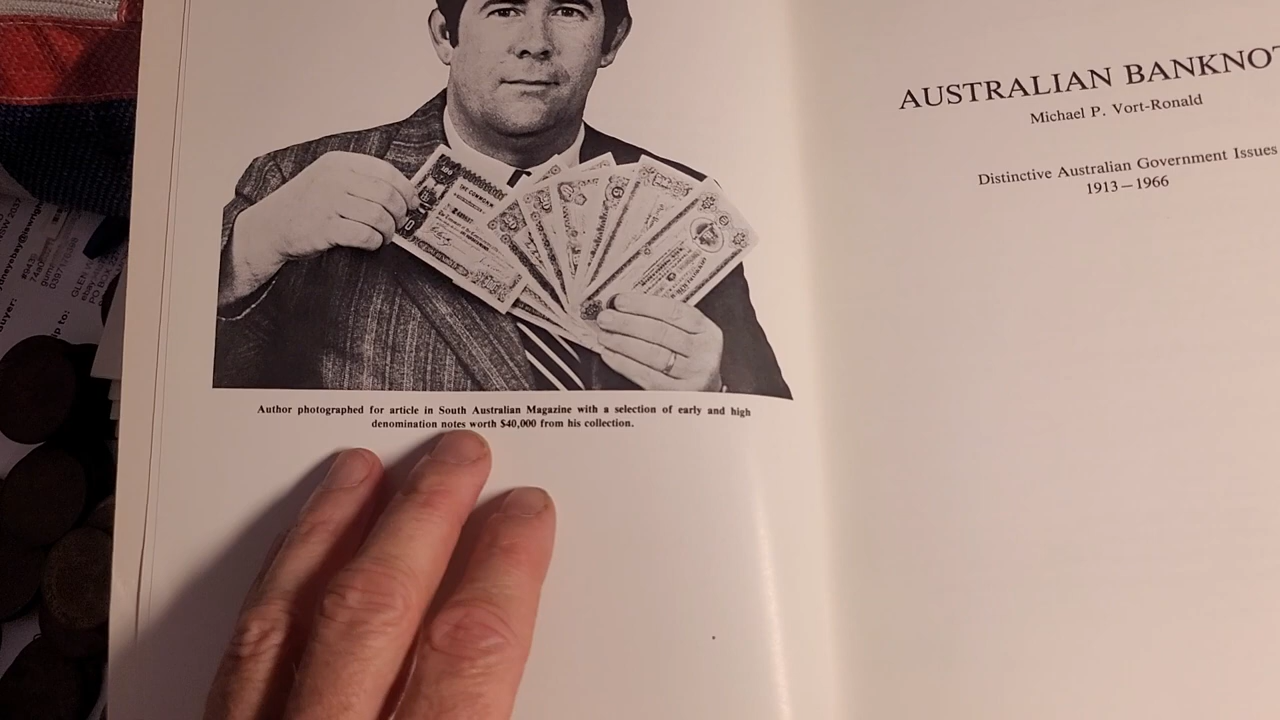 Author photographed for article in South Australian Magazine with a selection of early and high
denomination notes worth $40,000 from his collection.
AUSTRALIAN BANKNOT
Michael P. Vort-Ronald
Distinctive Australian Government Issues
1913—1966